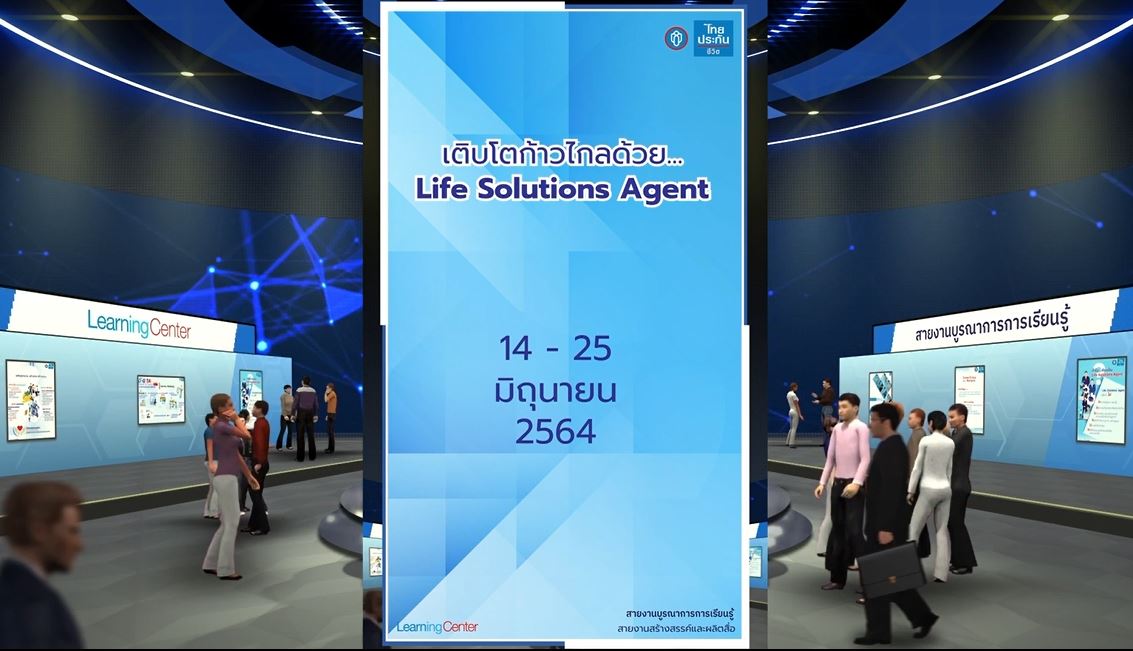 ไทย
ประกัน
ชีวิต
เติบโตก้าวไกลด้วย...
Life Solutions Agent
14 - 25
มิถุนายน
2564
LearningCenter
สายงานบูรณาการการเรียนรู้
สายงานสร้างสรรค์และผลิตสื่อ
LearningCenter
สายงานบูรณาการการเรียนรู้
Life Solutions Agent